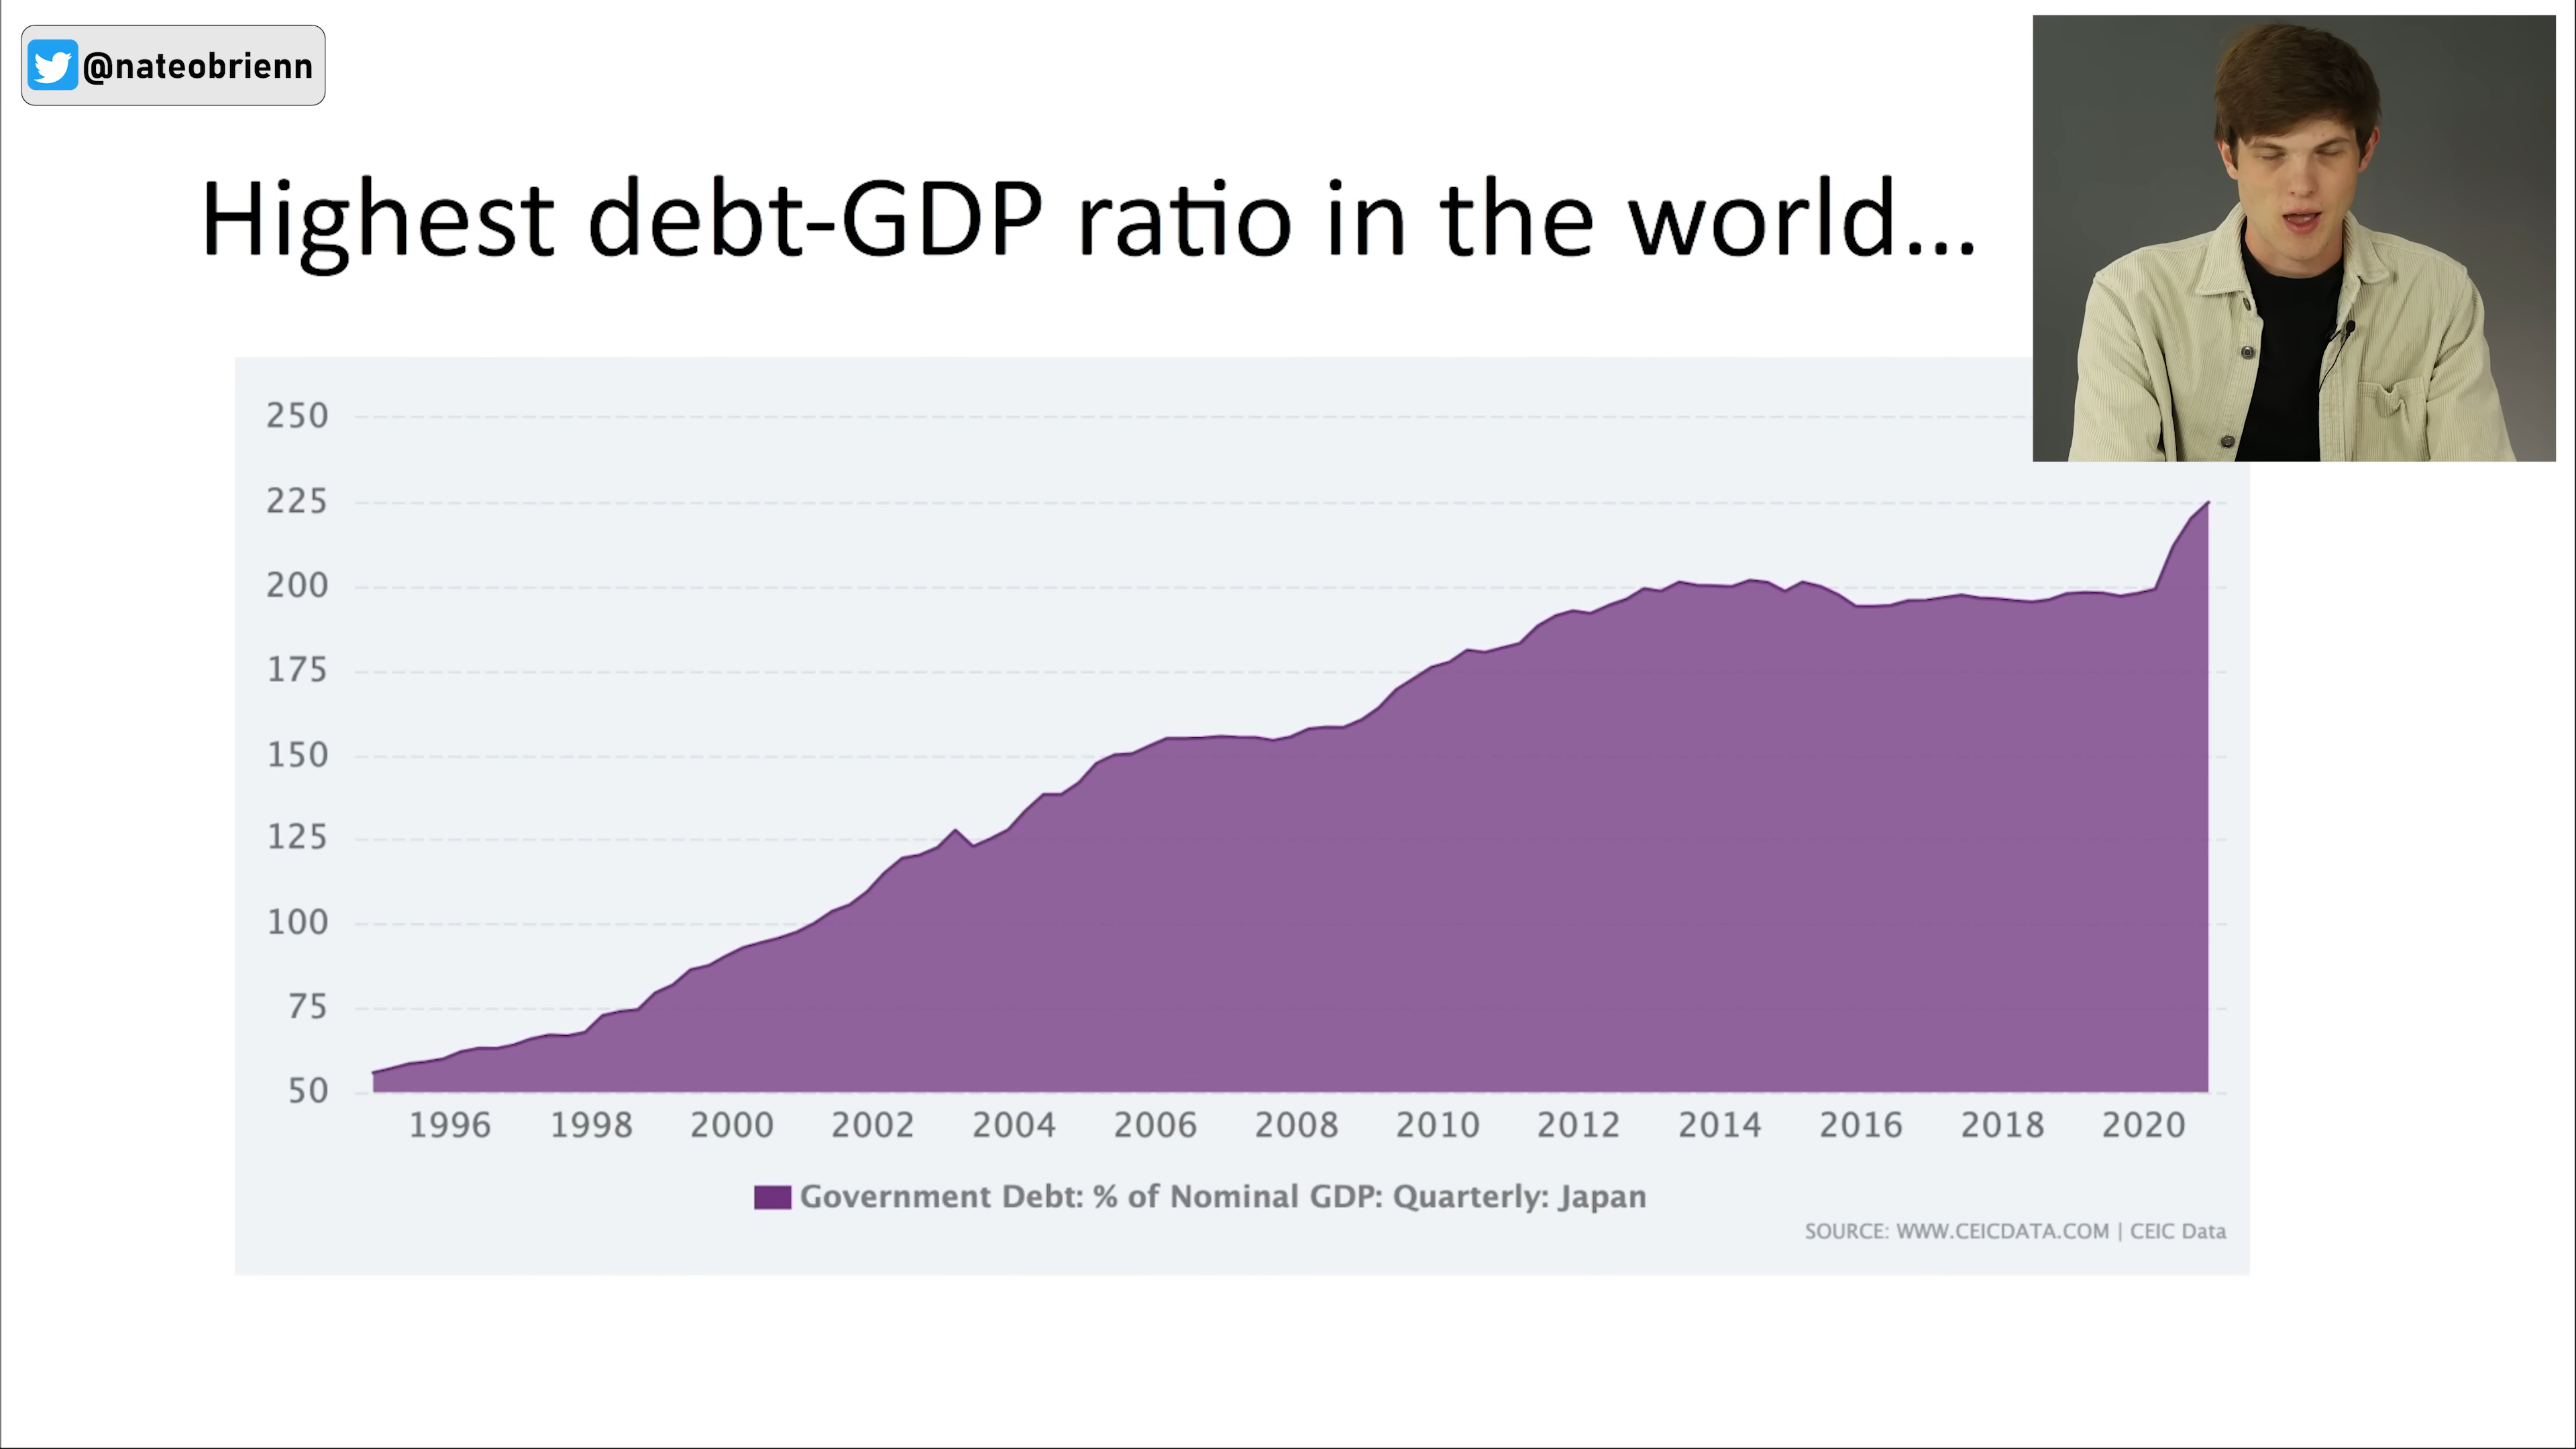 @nateobrienn
Highest debt-GDP ratio in the world...
250
225
200
175
150
125
100
75
50
1996 1998 2000 2002 2004 2006 2008 2010 2012 2014 2016 2018 2020
Government Debt: % of Nominal GDP: Quarterly: Japan
SOURCE: WWW.CEICDATA.COM | CEIC Data